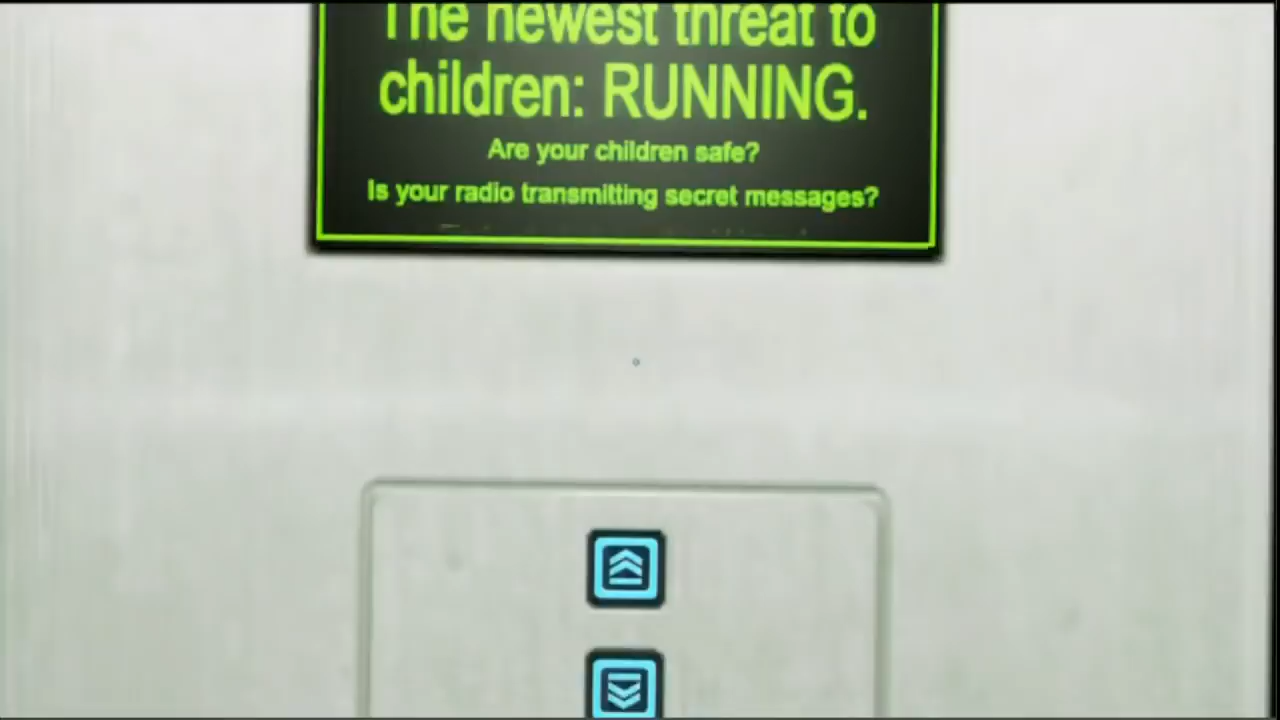 The newest threat to
children: RUNNING.
Are your children safe?
Is your radio transmitting secret messages?